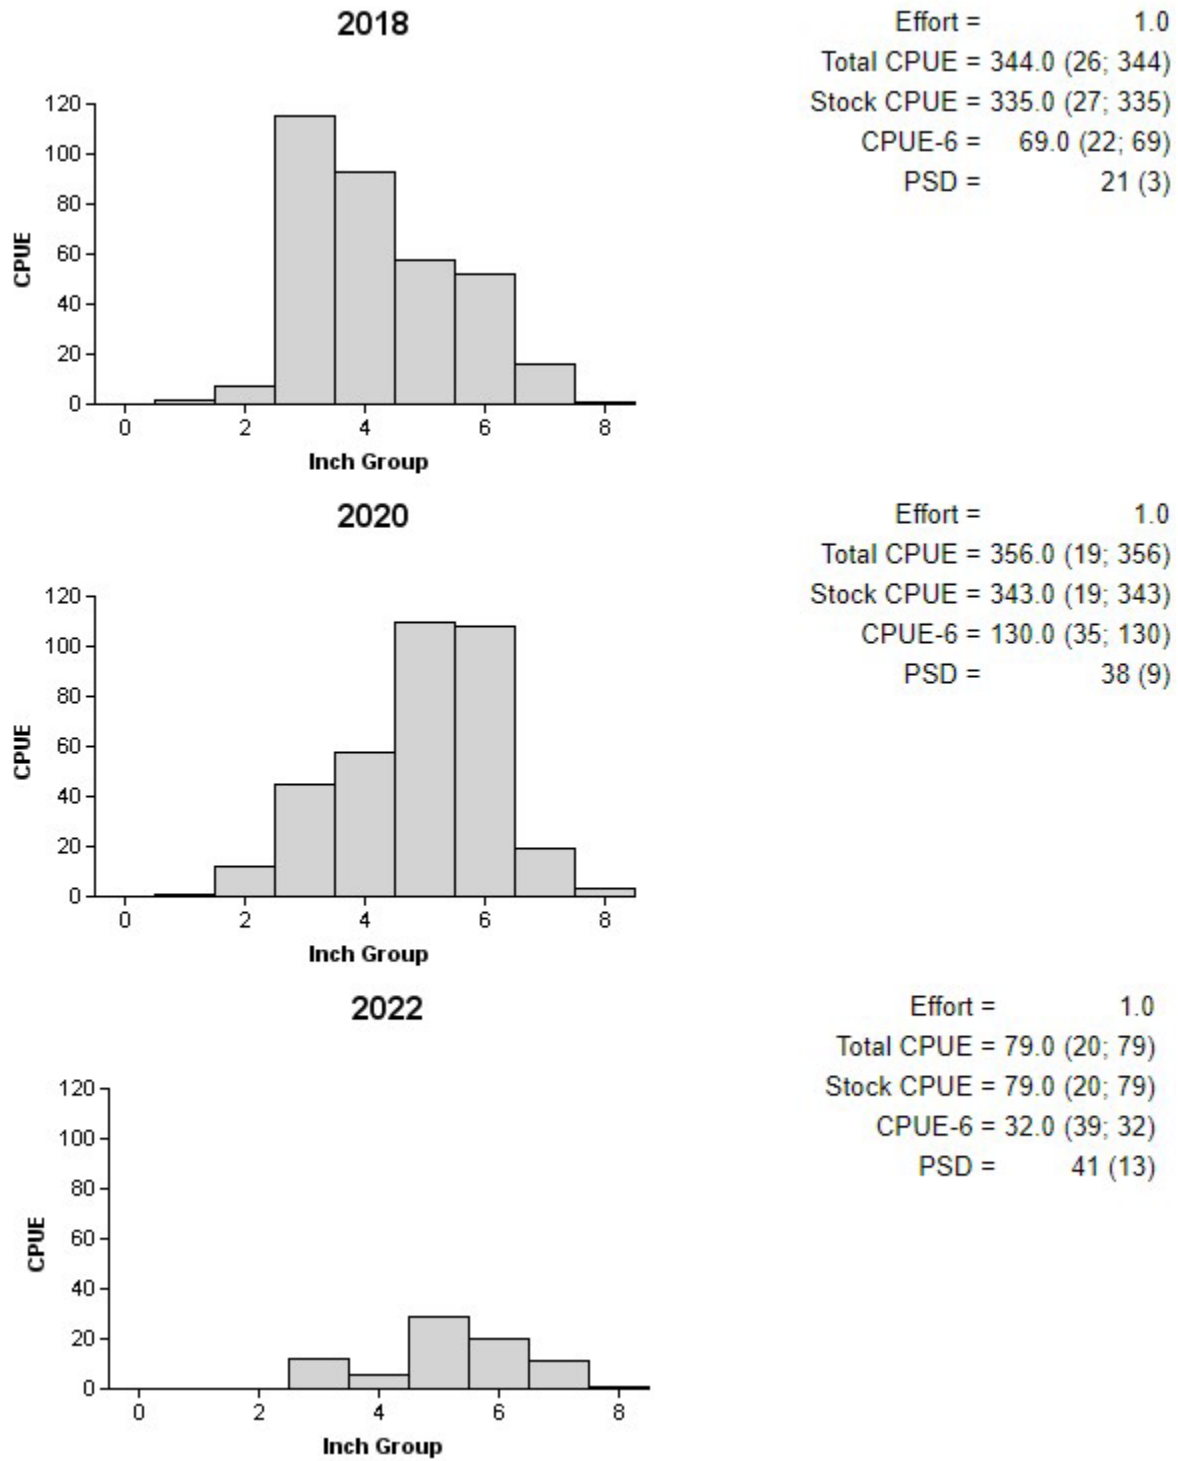 2018
Effort = 1.0
Total CPUE = 344.0 (26; 344)
Stock CPUE = 335.0 (27; 335)
CPUE-6 = 69.0 (22; 69)
PSD = 21 (3)
120
100
80
60
40
20
0
CPUE
0 2 4 6 8
Inch Group
2020
Effort = 1.0
Total CPUE = 356.0 (19; 356)
Stock CPUE = 343.0 (19; 343)
CPUE-6 = 130.0 (35; 130)
PSD = 38 (9)
120
100
80
60
40
20
0
CPUE
0 2 4 6 8
Inch Group
2022
Effort = 1.0
Total CPUE = 79.0 (20; 79)
Stock CPUE = 79.0 (20; 79)
CPUE-6 = 32.0 (39; 32)
PSD = 41 (13)
120
100
80
60
40
20
0
CPUE
0 2 4 6 8
Inch Group